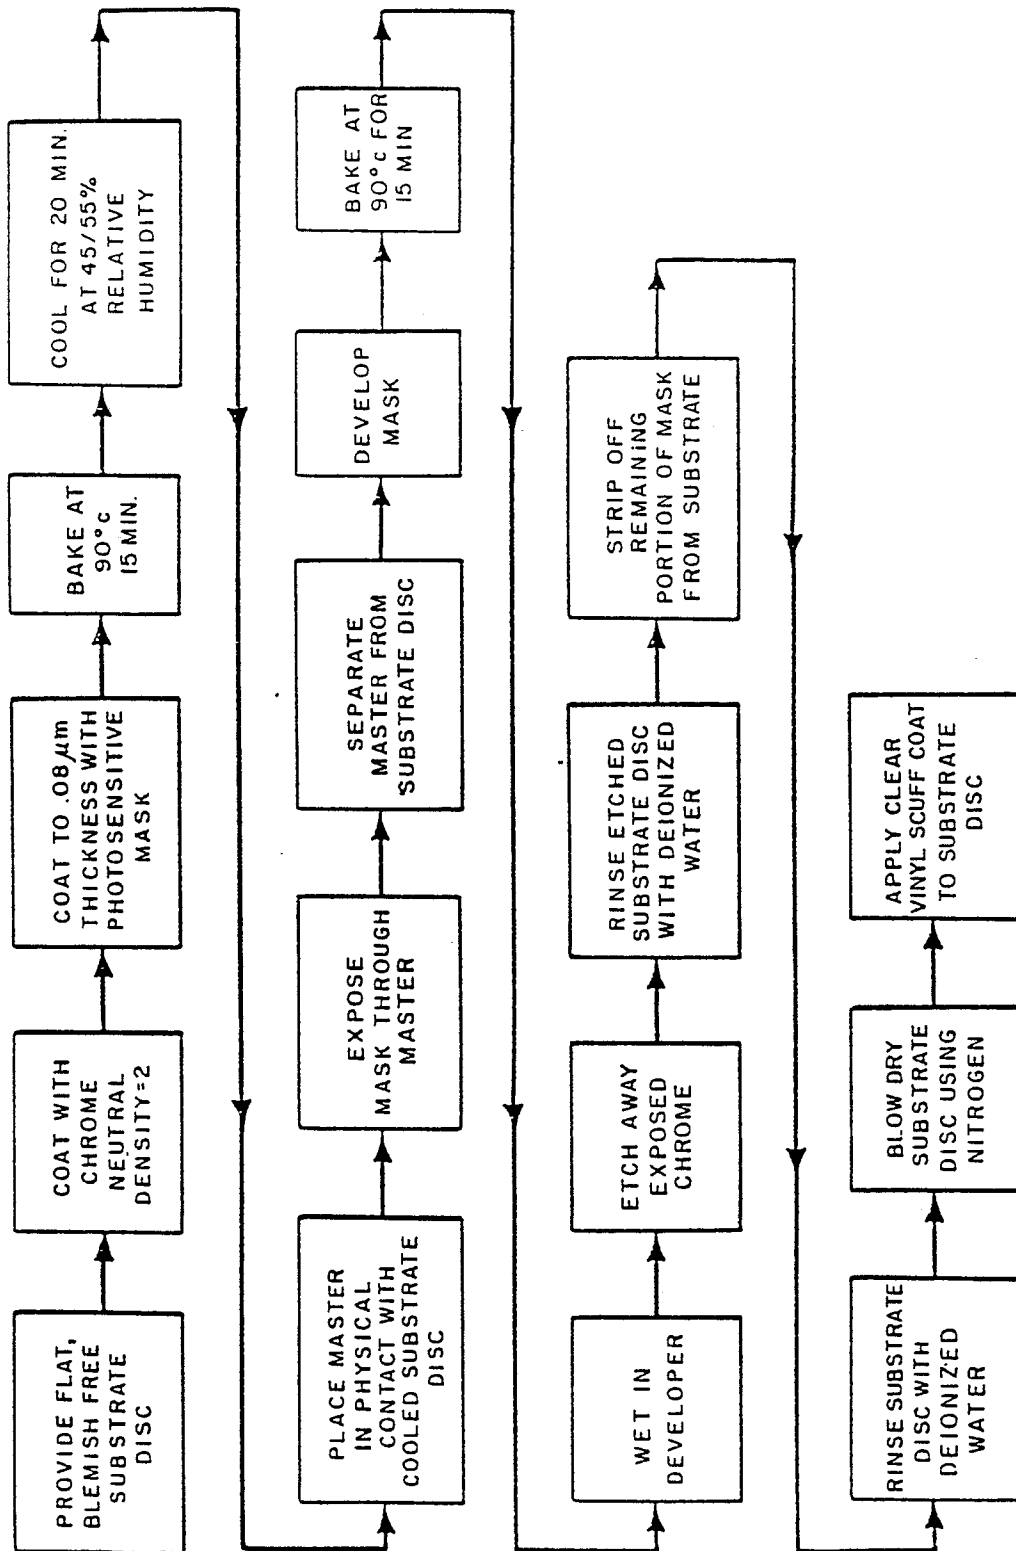 PROVIDE FLAT,
BLEMISH FREE
SUBSTRATE
DISC
COAT WITH
CHROME
NEUTRAL
DENSITY=2
COAT TO .08µm
THICKNESS WITH
PHOTOSENSITIVE
MASK
BAKE AT
90°c
15 MIN.
COOL FOR 20 MIN.
AT 45/55%
RELATIVE
HUMIDITY
PLACE MASTER
IN PHYSICAL
CONTACT WITH
COOLED SUBSTRATE
DISC
EXPOSE
MASK THROUGH
MASTER
SEPARATE
MASTER FROM
SUBSTRATE DISC
DEVELOP
MASK
BAKE AT
90°c FOR
15 MIN
WET IN
DEVELOPER
ETCH AWAY
EXPOSED
CHROME
RINSE ETCHED
SUBSTRATE DISC
WITH DEIONIZED
WATER
STRIP OFF
REMAINING
PORTION OF MASK
FROM SUBSTRATE
RINSE SUBSTRATE
DISC WITH
DEIONIZED
WATER
BLOW DRY
SUBSTRATE
DISC USING
NITROGEN
APPLY CLEAR
VINYL SCUFF COAT
TO SUBSTRATE
DISC